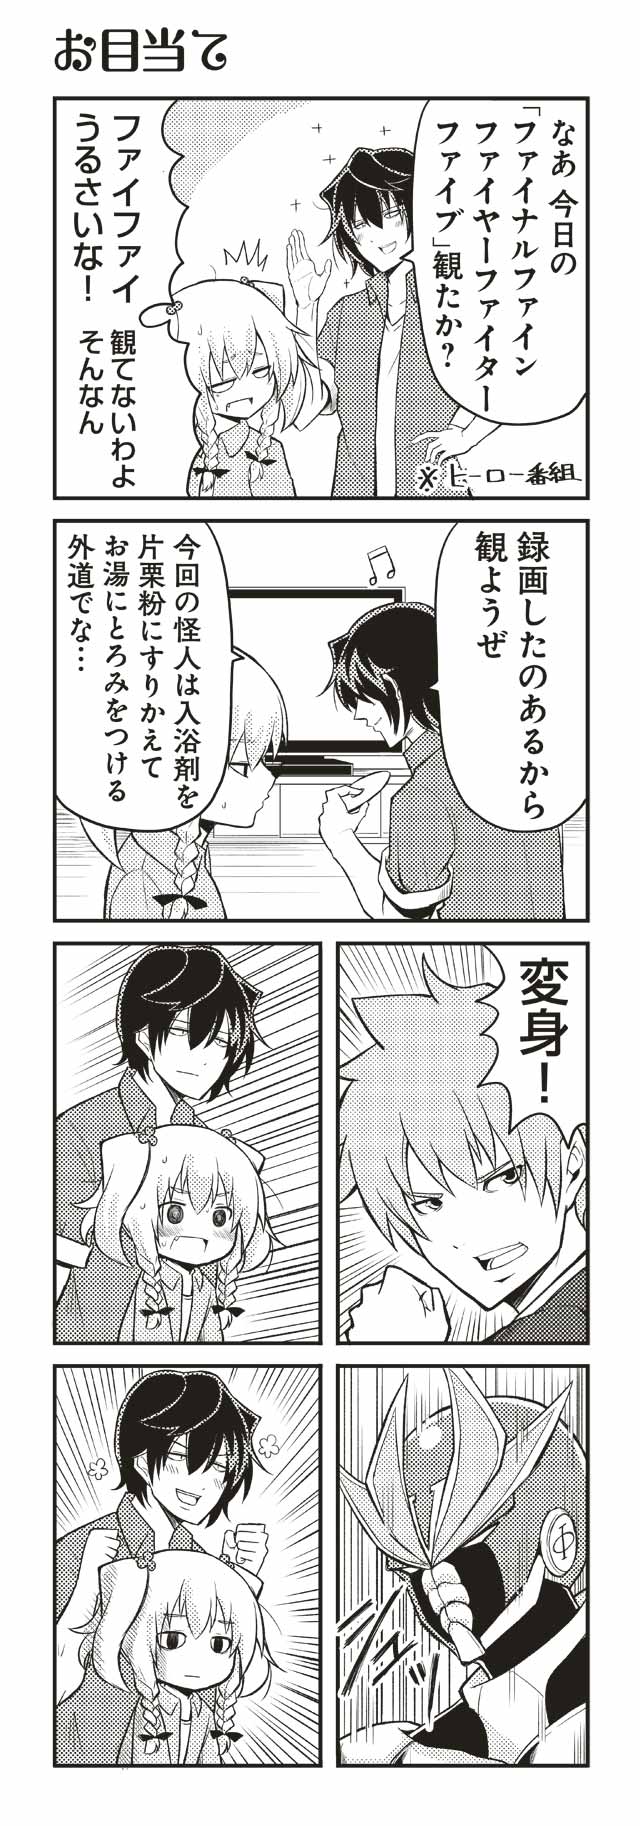 お目当て
なあ 今日の
「ファイナルファイン
ファイヤーファイター
ファイブ」観たか？
※ヒーロー番組
ファイファイ
うるさいな！
観てないわよ
そんなん
録画したのあるから
観ようぜ
今回の怪人は入浴剤を
片栗粉にすりかえて
お湯にとろみをつける
外道でな…
変身！